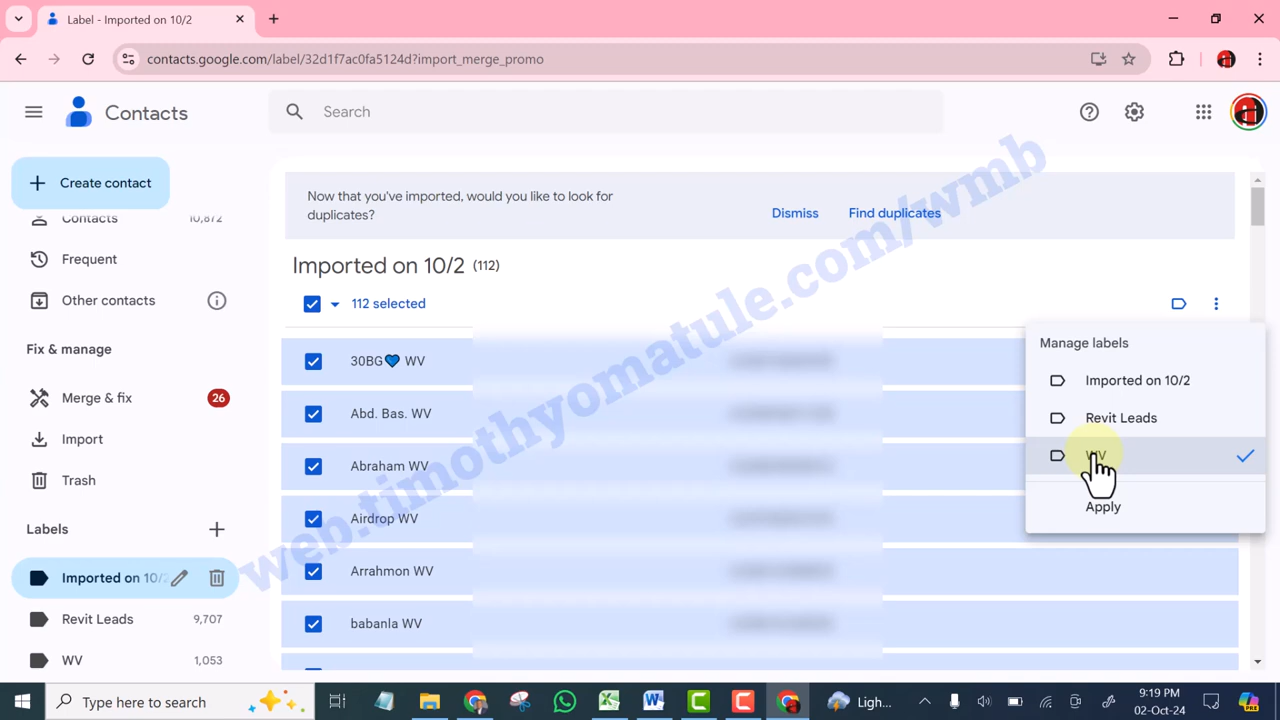 Label - Imported on 10/2
contacts.google.com/label/32d1f7ac0fa5124d?import_merge_promo
Contacts
Search
Create contact
Contacts 10,872
Frequent
Other contacts
Fix & manage
Merge & fix 26
Import
Trash
Labels
Imported on 10/2
Revit Leads 9,707
WV 1,053
Now that you've imported, would you like to look for
duplicates?
Dismiss Find duplicates
Imported on 10/2 (112)
112 selected
30BG💙 WV
Abd. Bas. WV
Abraham WV
Airdrop WV
Arrahmon WV
babanla WV
Manage labels
Imported on 10/2
Revit Leads
WV
Apply
web.timothyomatule.com/wmb
Type here to search
Ligh...
9:19 PM
02-Oct-24